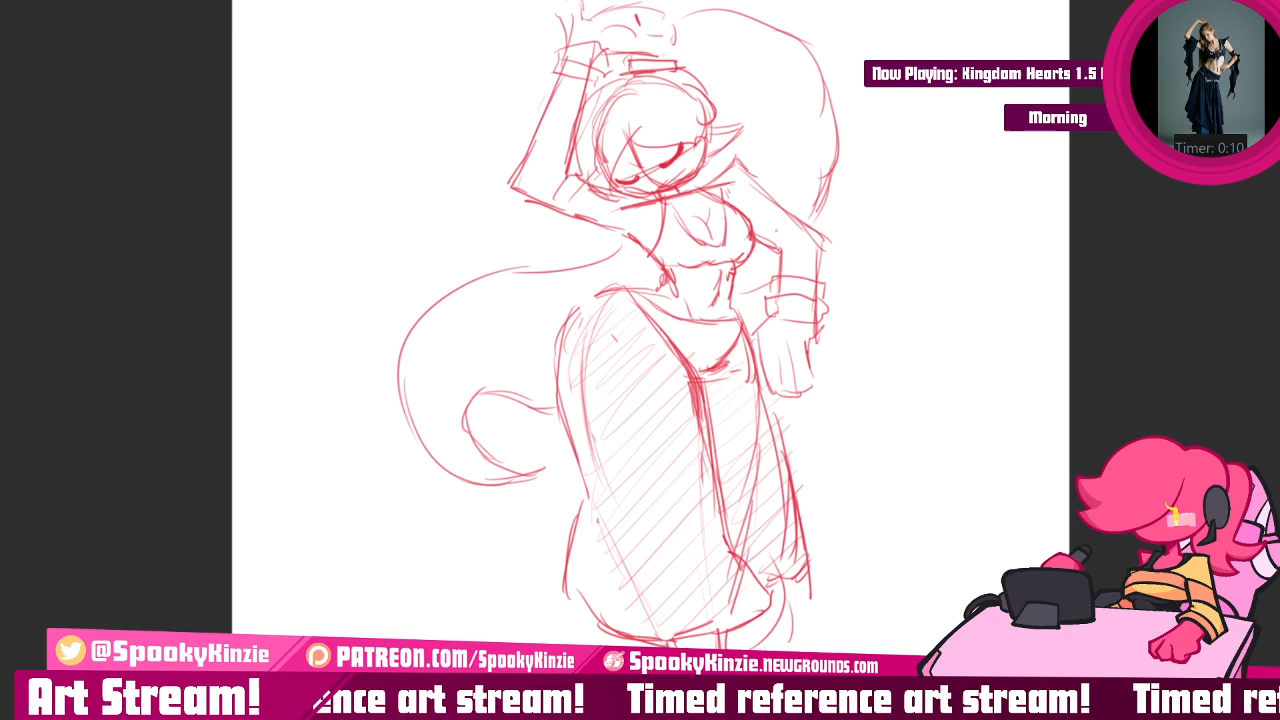 Now Playing: Kingdom Hearts 1.5
Morning
Timer: 0:10
@SpookyKinzie
PATREON.COM/SpookyKinzie
SpookyKinzie.NEWGROUNDS.COM
Art Stream!
ence art stream! Timed reference art stream! Timed re